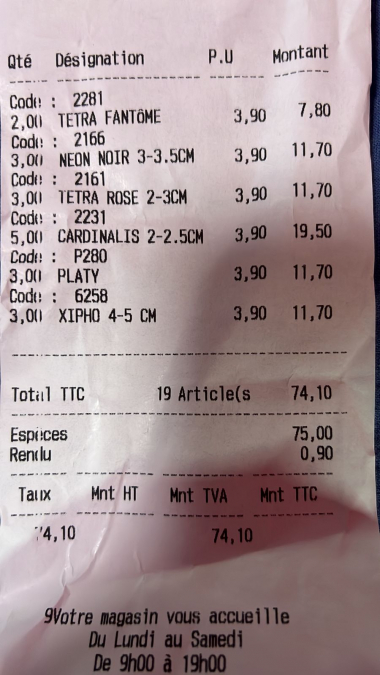 Qté Désignation P.U Montant
Code : 2281
2,00 TETRA FANTÔME 3,90 7,80
Code : 2166
3,00 NEON NOIR 3-3.5CM 3,90 11,70
Code : 2161
3,00 TETRA ROSE 2-3CM 3,90 11,70
Code : 2231
5,00 CARDINALIS 2-2.5CM 3,90 19,50
Code : P280
3,00 PLATY 3,90 11,70
Code : 6258
3,00 XIPHO 4-5 CM 3,90 11,70
Total TTC 19 Article(s 74,10
Espèces 75,00
Rendu 0,90
Taux Mnt HT Mnt TVA Mnt TTC
74,10 74,10
9Votre magasin vous accueille
Du Lundi au Samedi
De 9h00 à 19h00